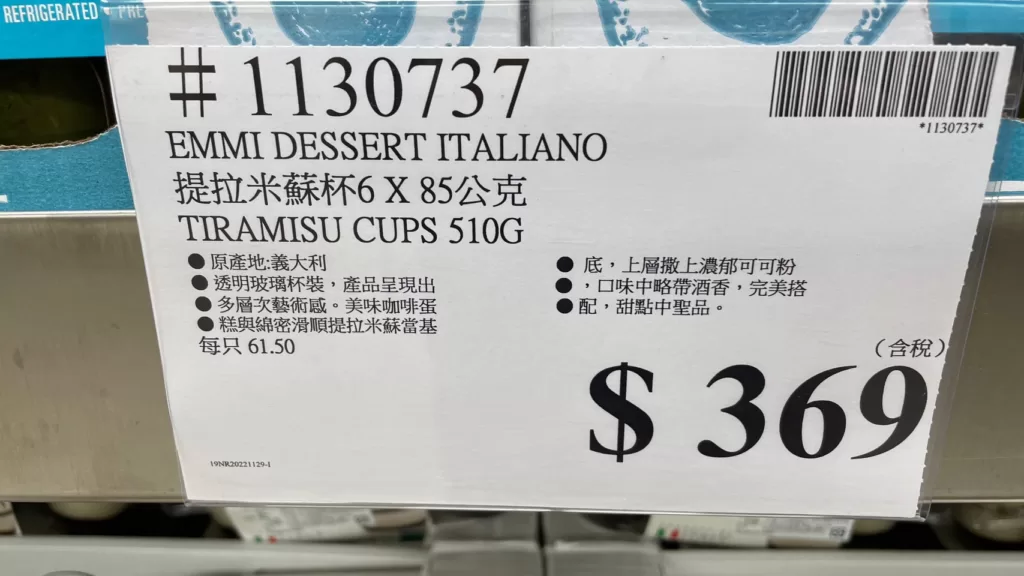 REFRIGERATED
# 1130737
*1130737*
EMMI DESSERT ITALIANO
提拉米蘇杯6 X 85公克
TIRAMISU CUPS 510G
●原產地:義大利
●透明玻璃杯裝，產品呈現出
●多層次藝術感。美味咖啡蛋
●糕與綿密滑順提拉米蘇當基
每只 61.50
●底，上層撒上濃郁可可粉
●，口味中略帶酒香，完美搭
●配，甜點中聖品。
(含稅)
$ 369
19NR20221129-1